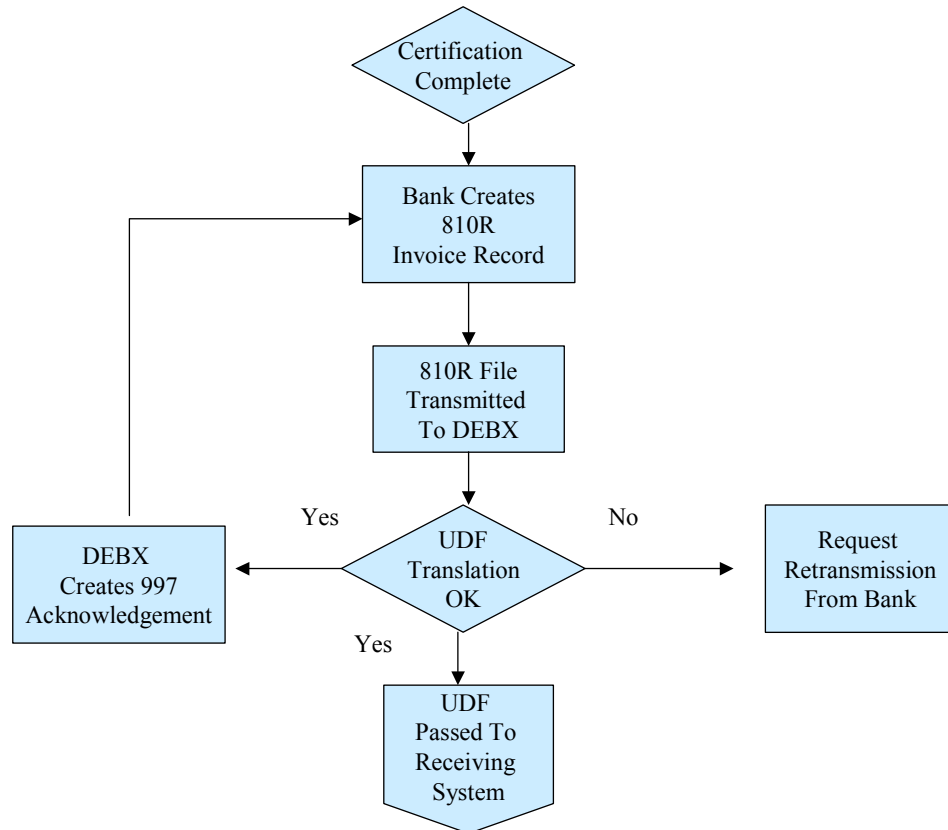 Certification
Complete
Bank Creates
810R
Invoice Record
810R File
Transmitted
To DEBX
Yes
No
DEBX
Creates 997
Acknowledgement
UDF
Translation
OK
Request
Retransmission
From Bank
Yes
UDF
Passed To
Receiving
System